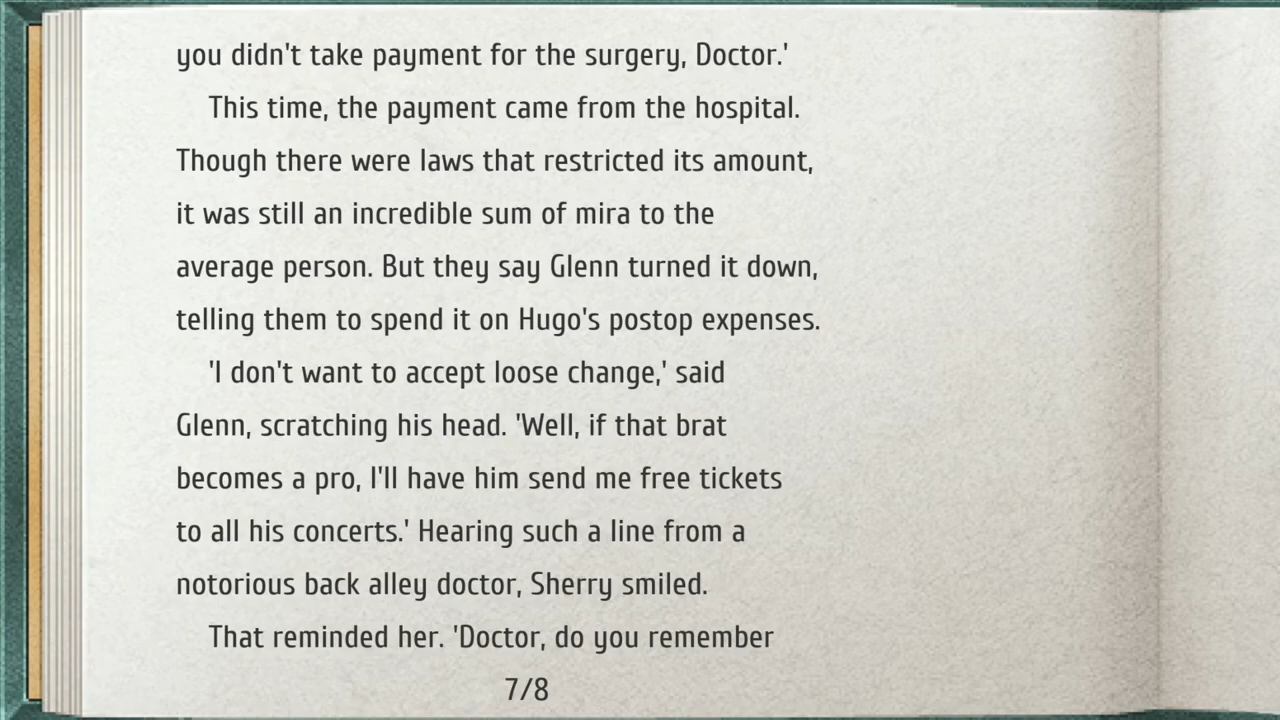 you didn't take payment for the surgery, Doctor.'
This time, the payment came from the hospital.
Though there were laws that restricted its amount,
it was still an incredible sum of mira to the
average person. But they say Glenn turned it down,
telling them to spend it on Hugo's postop expenses.
'I don't want to accept loose change,' said
Glenn, scratching his head. 'Well, if that brat
becomes a pro, I'll have him send me free tickets
to all his concerts.' Hearing such a line from a
notorious back alley doctor, Sherry smiled.
That reminded her. 'Doctor, do you remember
7/8